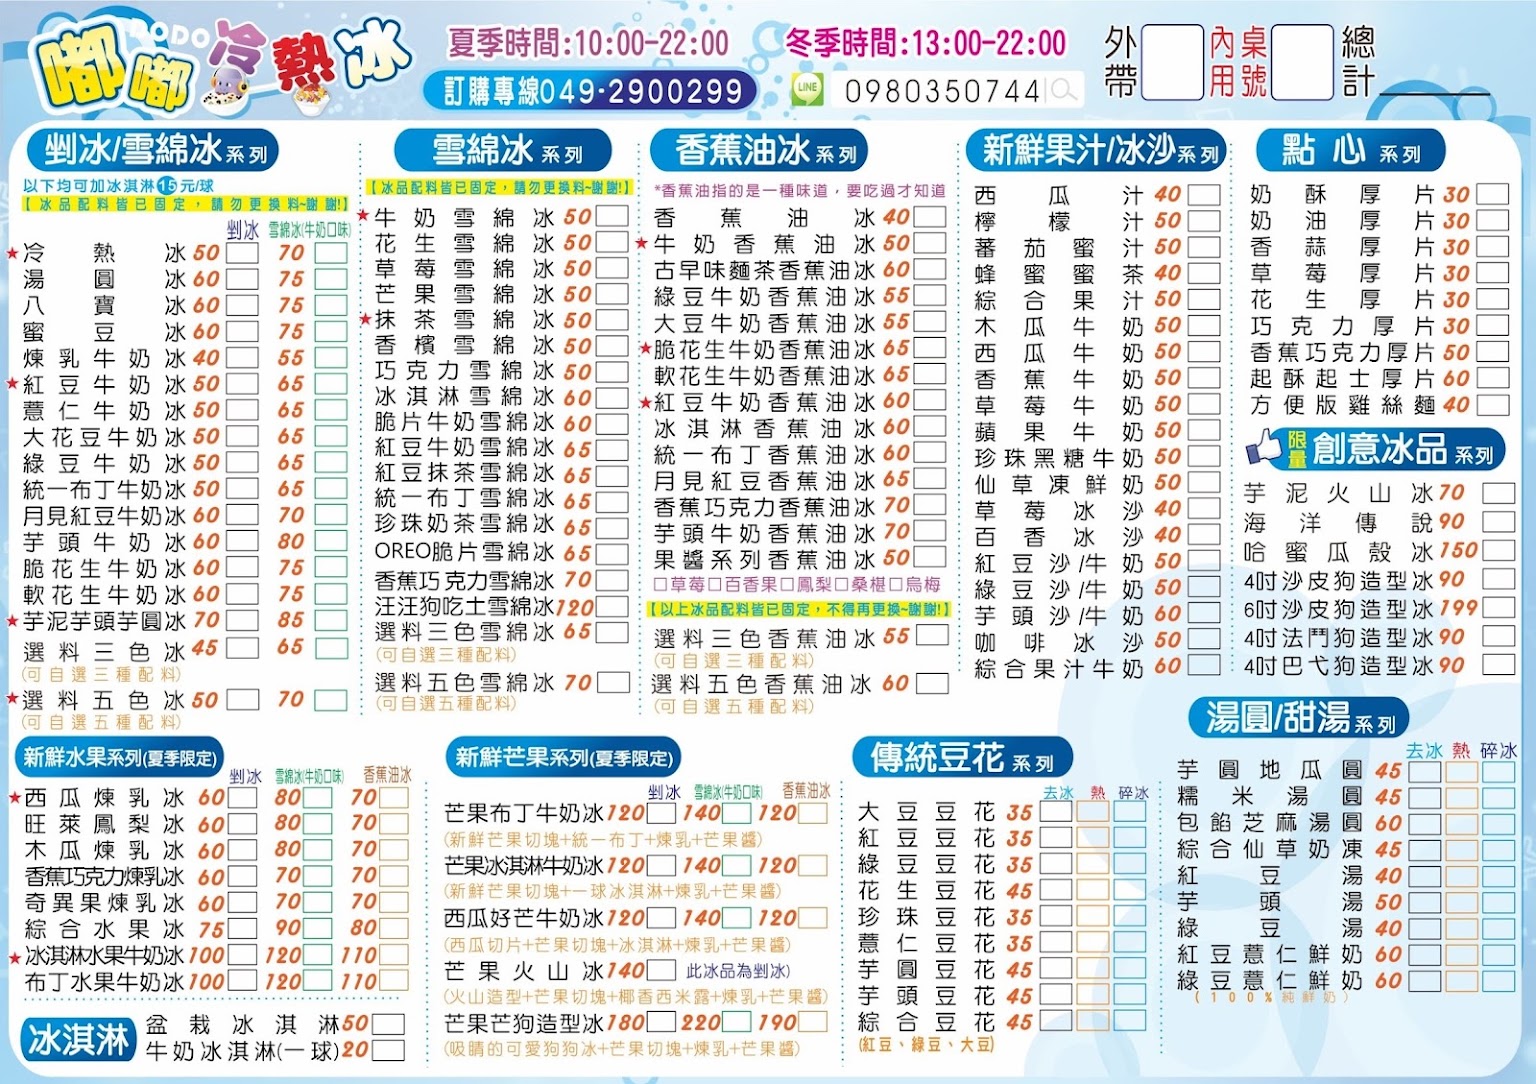 嘟嘟冷熱冰
DODO
夏季時間:10:00-22:00
冬季時間:13:00-22:00
訂購專線049-2900299
LINE 0980350744
外帶
內用 桌號
總計
剉冰/雪綿冰系列
以下均可加冰淇淋15元/球
【冰品配料皆已固定，請勿更換料~謝謝!】
剉冰 雪綿冰(牛奶口味)
★冷熱冰 50 70
湯圓冰 60 75
八寶冰 60 75
蜜豆冰 60 75
煉乳牛奶冰 40 55
★紅豆牛奶冰 50 65
薏仁牛奶冰 50 65
大花豆牛奶冰 50 65
綠豆牛奶冰 50 65
統一布丁牛奶冰 50 65
月見紅豆牛奶冰 60 70
芋頭牛奶冰 60 80
脆花生牛奶冰 60 75
軟花生牛奶冰 60 75
★芋泥芋頭芋圓冰 70 85
選料三色冰 45 65
(可自選三種配料)
★選料五色冰 50 70
(可自選五種配料)
雪綿冰系列
【冰品配料皆已固定，請勿更換料~謝謝!】
★牛奶雪綿冰 50
花生雪綿冰 50
草莓雪綿冰 50
芒果雪綿冰 50
★抹茶雪綿冰 50
香檳雪綿冰 50
巧克力雪綿冰 50
冰淇淋雪綿冰 60
脆片牛奶雪綿冰 60
紅豆牛奶雪綿冰 65
紅豆抹茶雪綿冰 65
統一布丁雪綿冰 65
珍珠奶茶雪綿冰 65
OREO脆片雪綿冰 65
香蕉巧克力雪綿冰 70
汪汪狗吃土雪綿冰 120
選料三色雪綿冰 65
(可自選三種配料)
選料五色雪綿冰 70
(可自選五種配料)
香蕉油冰系列
*香蕉油指的是一種味道，要吃過才知道
香蕉油冰 40
★牛奶香蕉油冰 50
古早味麵茶香蕉油冰 60
綠豆牛奶香蕉油冰 55
大豆牛奶香蕉油冰 55
★脆花生牛奶香蕉油冰 65
軟花生牛奶香蕉油冰 65
★紅豆牛奶香蕉油冰 60
冰淇淋香蕉油冰 60
統一布丁香蕉油冰 60
月見紅豆香蕉油冰 60
香蕉巧克力香蕉油冰 70
芋頭牛奶香蕉油冰 70
果醬系列香蕉油冰 50
□草莓□百香果□鳳梨□桑椹□烏梅
【以上冰品配料皆已固定，不得再更換~謝謝!】
選料三色香蕉油冰 55
(可自選三種配料)
選料五色香蕉油冰 60
(可自選五種配料)
新鮮果汁/冰沙系列
西瓜汁 40
檸檬汁 50
蕃茄蜜汁 50
蜂蜜蜜茶 40
綜合果汁 50
木瓜牛奶 50
西瓜牛奶 50
香蕉牛奶 50
草莓牛奶 50
蘋果牛奶 50
珍珠黑糖牛奶 50
仙草凍鮮奶 50
草莓冰沙 40
百香冰沙 40
紅豆沙/牛奶 50
綠豆沙/牛奶 50
芋頭沙/牛奶 60
咖啡冰沙 50
綜合果汁牛奶 60
點心系列
奶酥厚片 30
奶油厚片 30
香蒜厚片 30
草莓厚片 30
花生厚片 30
巧克力厚片 30
香蕉巧克力厚片 50
起酥起士厚片 60
方便版雞絲麵 40
限量 創意冰品系列
芋泥火山冰 70
海洋傳說 90
哈蜜瓜殼冰 150
4吋沙皮狗造型冰 90
6吋沙皮狗造型冰 199
4吋法鬥狗造型冰 90
4吋巴弋狗造型冰 90
新鮮水果系列(夏季限定)
剉冰 雪綿冰(牛奶口味) 香蕉油冰
★西瓜煉乳冰 60 80 70
旺萊鳳梨冰 60 80 70
木瓜煉乳冰 60 80 70
香蕉巧克力煉乳冰 60 70 70
奇異果煉乳冰 60 70 70
綜合水果冰 75 90 80
★冰淇淋水果牛奶冰 100 120 110
布丁水果牛奶冰 100 120 110
冰淇淋
盆栽冰淇淋 50
牛奶冰淇淋(一球) 20
新鮮芒果系列(夏季限定)
剉冰 雪綿冰(牛奶口味) 香蕉油冰
芒果布丁牛奶冰 120 140 120
(新鮮芒果切塊+統一布丁+煉乳+芒果醬)
芒果冰淇淋牛奶冰 120 140 120
(新鮮芒果切塊+一球冰淇淋+煉乳+芒果醬)
西瓜好芒牛奶冰 120 140 120
(西瓜切片+芒果切塊+冰淇淋+煉乳+芒果醬)
芒果火山冰 140 此冰品為剉冰)
(火山造型+芒果切塊+椰香西米露+煉乳+芒果醬)
芒果芒狗造型冰 180 220 190
(吸睛的可愛狗狗冰+芒果切塊+煉乳+芒果醬)
傳統豆花系列
去冰 熱 碎冰
大豆豆花 35
紅豆豆花 35
綠豆豆花 35
花生豆花 45
珍珠豆花 35
薏仁豆花 35
芋圓豆花 45
芋頭豆花 45
綜合豆花 45
(紅豆、綠豆、大豆)
湯圓/甜湯系列
去冰 熱 碎冰
芋圓地瓜圓 45
糯米湯圓 45
包餡芝麻湯圓 60
綜合仙草奶凍 45
紅豆湯 40
芋頭湯 50
綠豆湯 40
紅豆薏仁鮮奶 60
綠豆薏仁鮮奶 60
(100%純鮮奶)